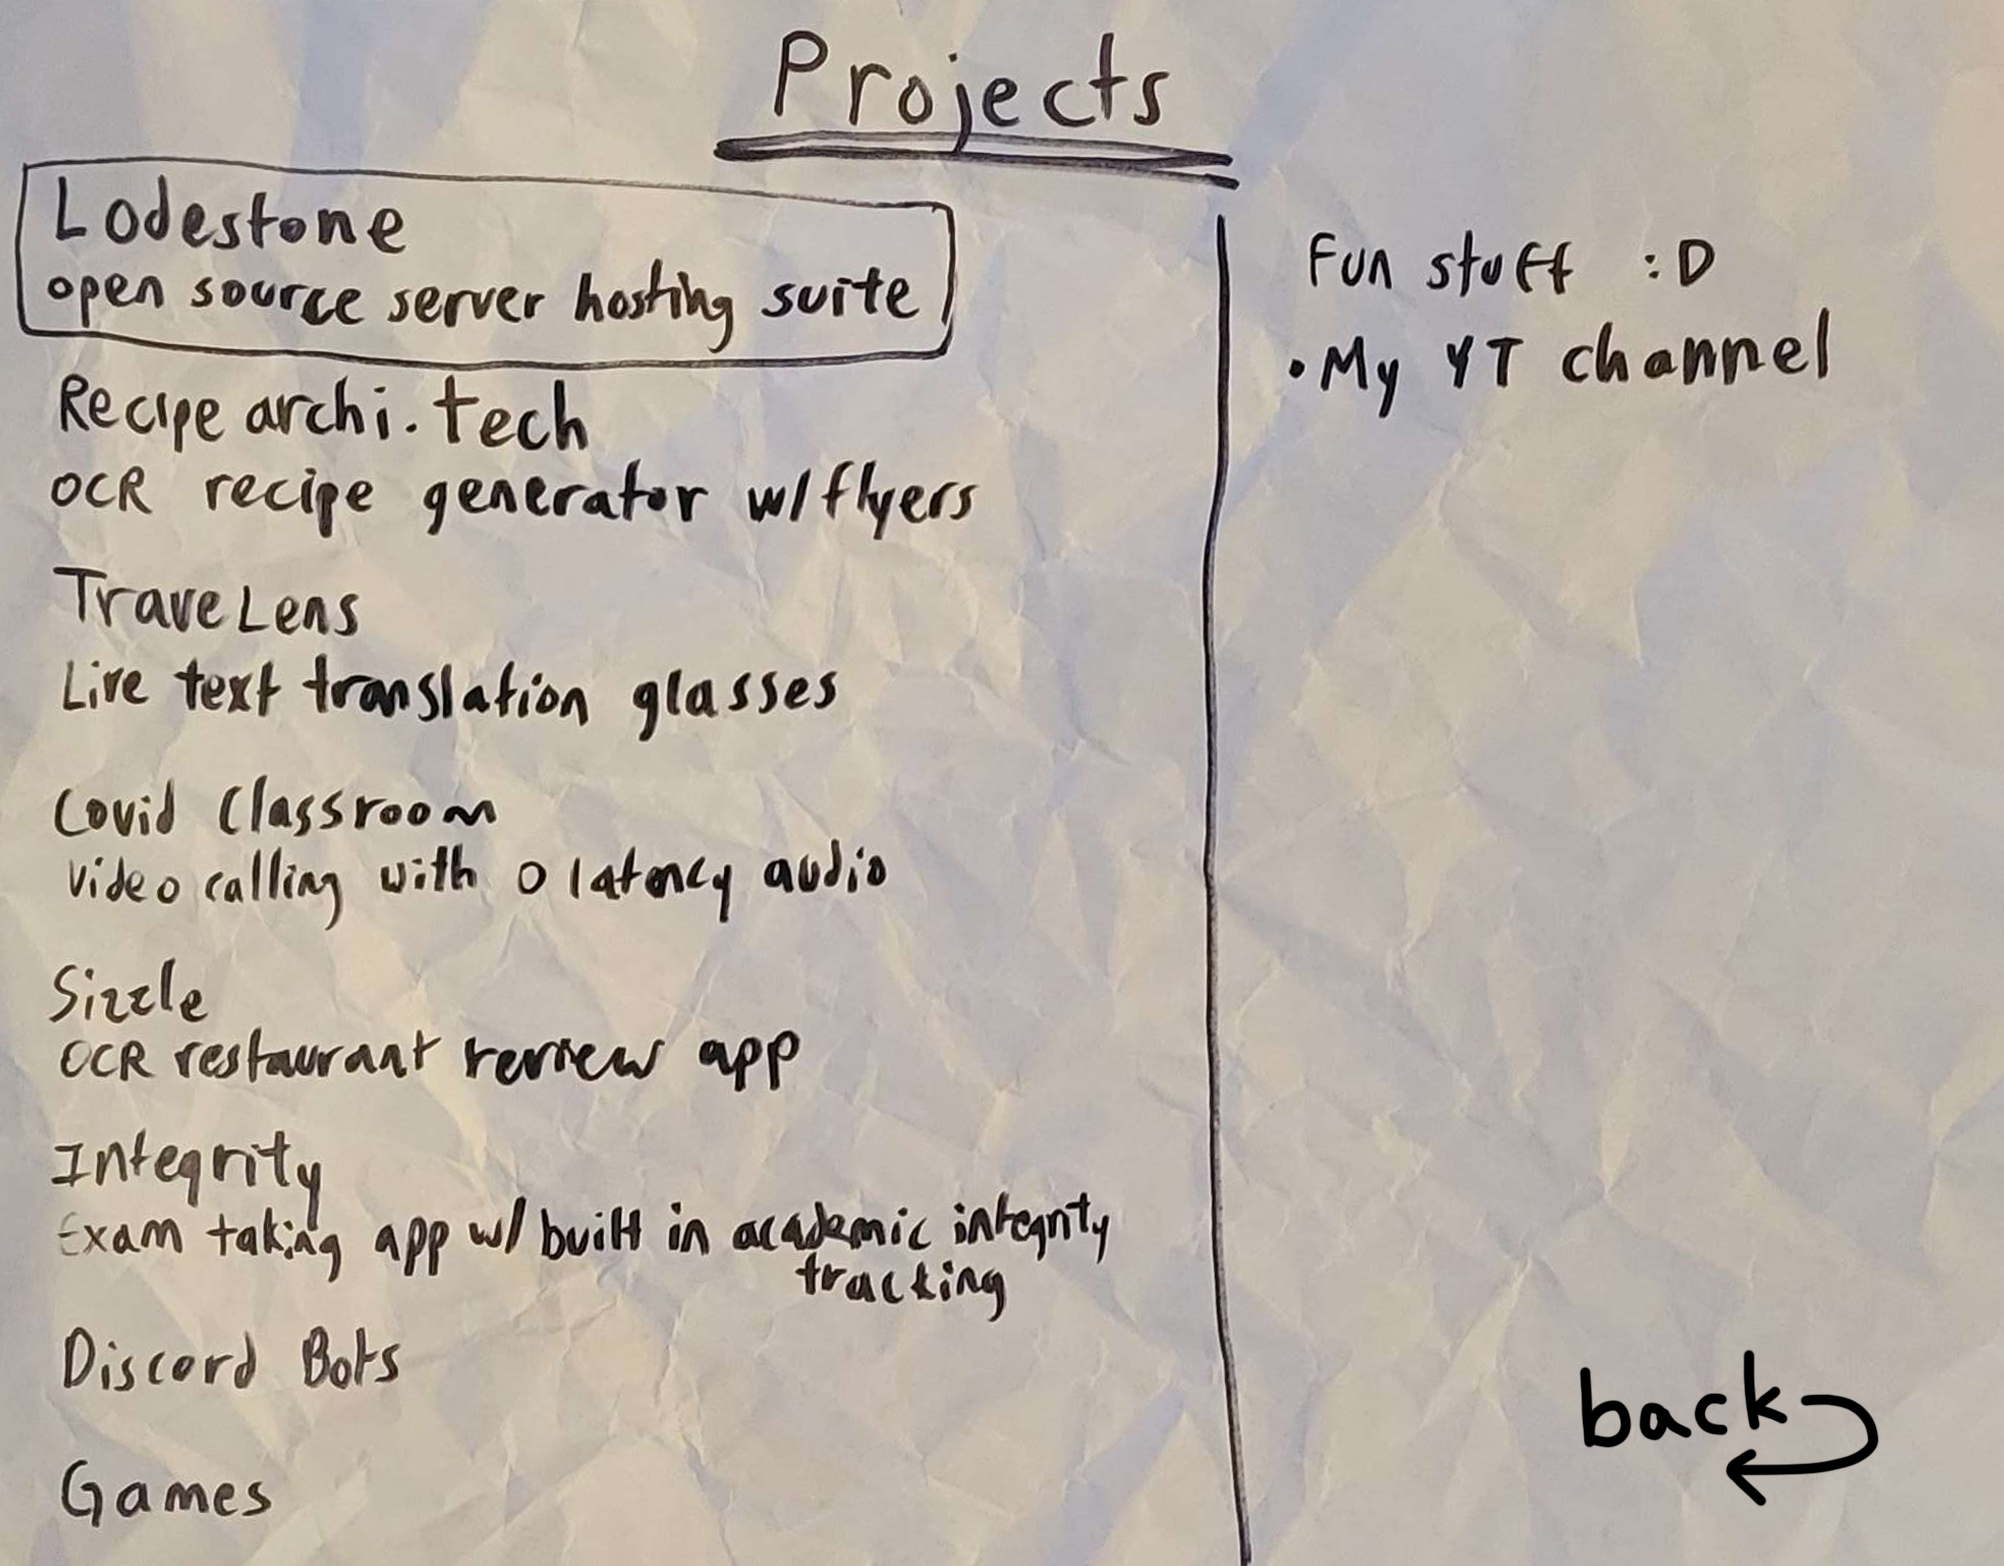 Projects
Lodestone
open source server hosting suite
Recipe archi.tech
OCR recipe generator w/flyers
TraveLens
Live text translation glasses
Covid Classroom
Video calling with 0 latency audio
Sizzle
OCR restaurant review app
Integrity
Exam taking app w/ built in academic integrity
tracking
Discord Bots
Games
Fun stuff :D
• My YT channel
back